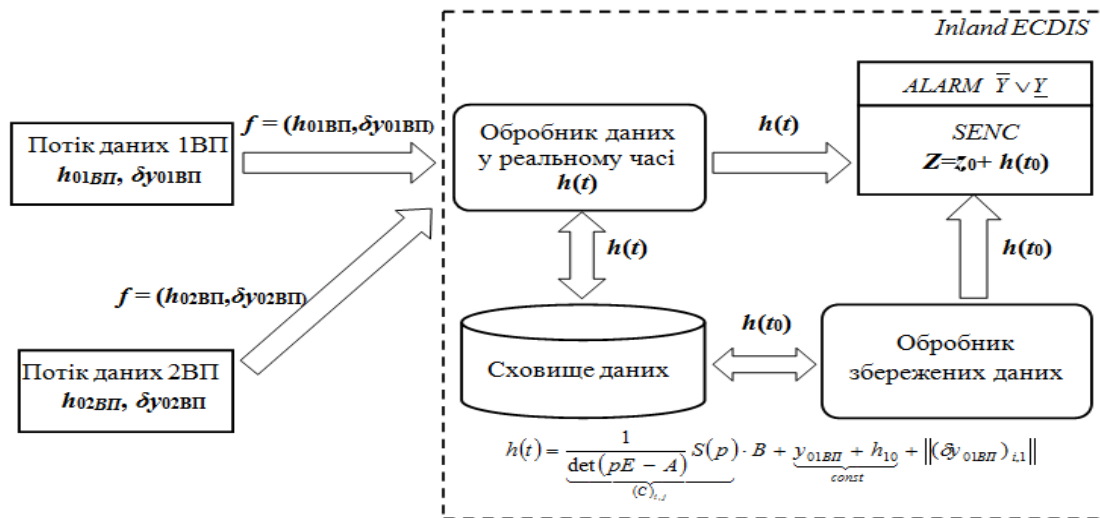 Inland ECDIS
Потік даних 1ВП
h01ВП, δy01ВП
f = (h01ВП,δy01ВП)
Обробник даних
у реальному часі
h(t)
h(t)
ALARM Y̅ ∨ Y̲
SENC
Z=z0+ h(t0)
h(t)
h(t0)
f = (h02ВП,δy02ВП)
Потік даних 2ВП
h02ВП, δy02ВП
Сховище даних
h(t0)
Обробник
збережених даних
h(t) = 1 / det(pE − A) S(p) · B + y01ВП + h10 + ||(δy01ВП)i,1||
(C)i,j const